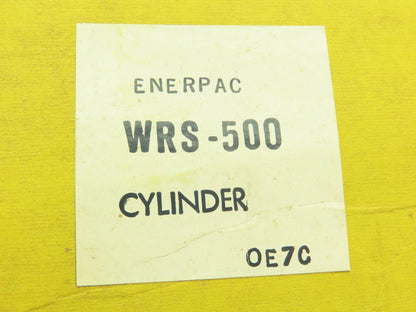 ENERPAC
WRS-500
CYLINDER
OE7C